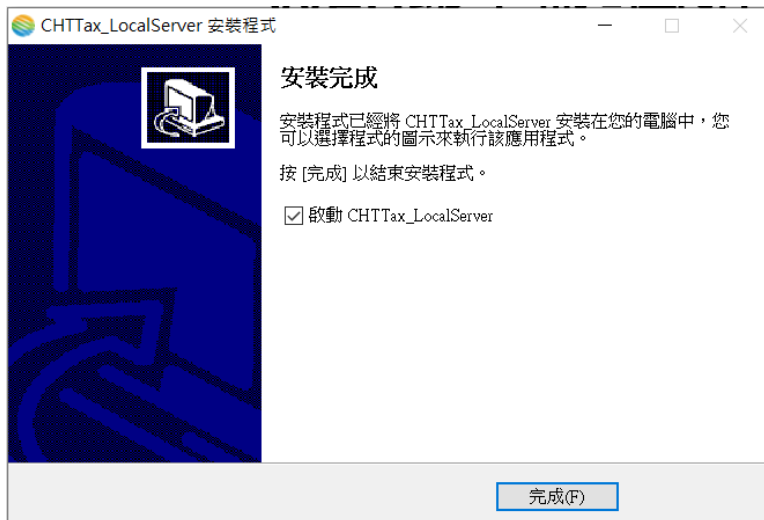 CHTTax_LocalServer 安裝程式
安裝完成
安裝程式已經將 CHTTax_LocalServer 安裝在您的電腦中，您
可以選擇程式的圖示來執行該應用程式。
按 [完成] 以結束安裝程式。
啟動 CHTTax_LocalServer
完成(F)